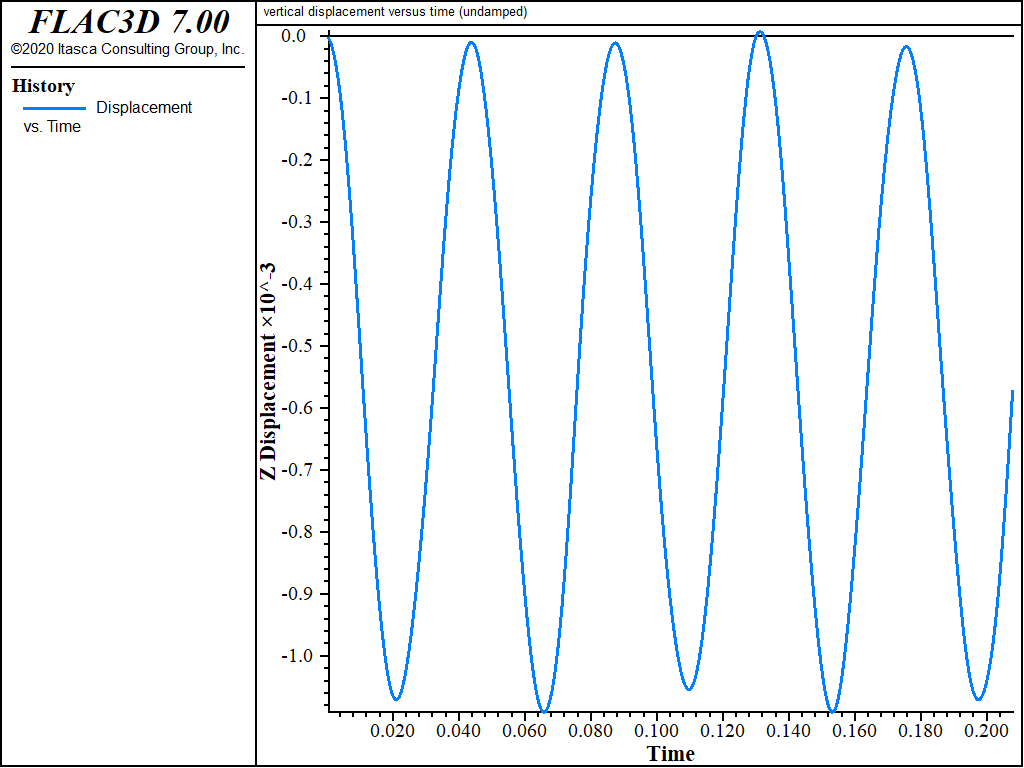 FLAC3D 7.00
©2020 Itasca Consulting Group, Inc.
History
Displacement
vs. Time
vertical displacement versus time (undamped)
0.0
-0.1
-0.2
-0.3
-0.4
-0.5
-0.6
-0.7
-0.8
-0.9
-1.0
Z Displacement ×10^-3
0.020 0.040 0.060 0.080 0.100 0.120 0.140 0.160 0.180 0.200
Time